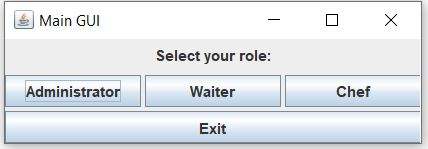 Main GUI
Select your role:
Administrator Waiter Chef
Exit